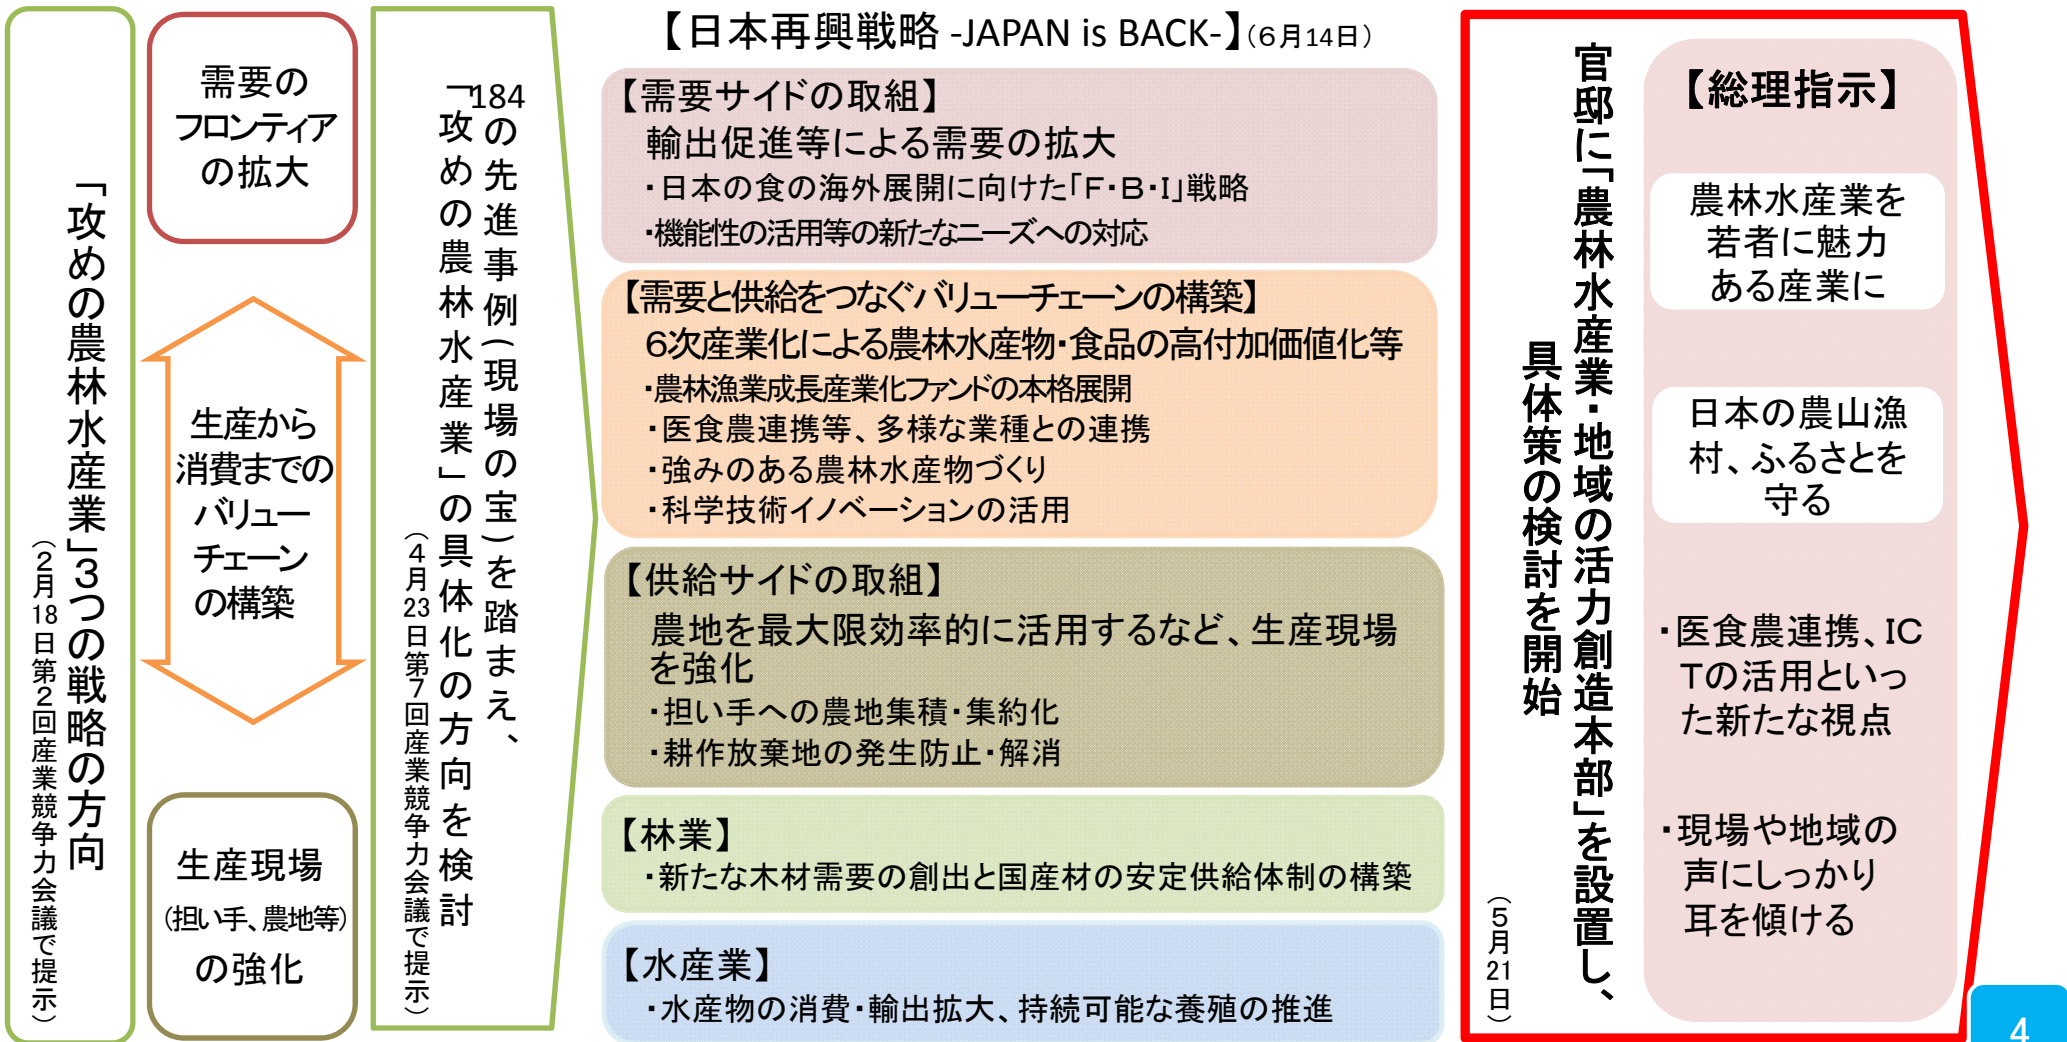 「攻めの農林水産業」3つの戦略の方向
(2月18日第2回産業競争力会議で提示)
需要の
フロンティア
の拡大
生産から
消費までの
バリュー
チェーン
の構築
生産現場
(担い手、農地等)
の強化
184の先進事例(現場の宝)を踏まえ、
「攻めの農林水産業」の具体化の方向を検討
(4月23日第7回産業競争力会議で提示)
【日本再興戦略 -JAPAN is BACK-】(6月14日)
【需要サイドの取組】
輸出促進等による需要の拡大
・日本の食の海外展開に向けた「F・B・I」戦略
・機能性の活用等の新たなニーズへの対応
【需要と供給をつなぐバリューチェーンの構築】
6次産業化による農林水産物・食品の高付加価値化等
・農林漁業成長産業化ファンドの本格展開
・医食農連携等、多様な業種との連携
・強みのある農林水産物づくり
・科学技術イノベーションの活用
【供給サイドの取組】
農地を最大限効率的に活用するなど、生産現場
を強化
・担い手への農地集積・集約化
・耕作放棄地の発生防止・解消
【林業】
・新たな木材需要の創出と国産材の安定供給体制の構築
【水産業】
・水産物の消費・輸出拡大、持続可能な養殖の推進
官邸に「農林水産業・地域の活力創造本部」を設置し、
具体策の検討を開始
(5月21日)
【総理指示】
農林水産業を
若者に魅力
ある産業に
日本の農山漁
村、ふるさとを
守る
・医食農連携、IC
Tの活用といっ
た新たな視点
・現場や地域の
声にしっかり
耳を傾ける
4